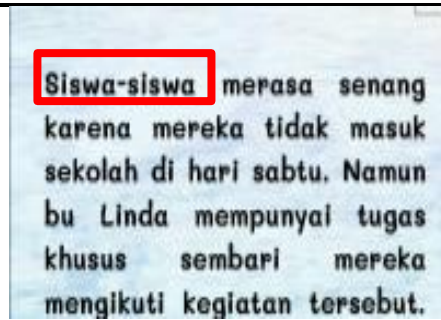 Siswa-siswa merasa senang
karena mereka tidak masuk
sekolah di hari sabtu. Namun
bu Linda mempunyai tugas
khusus sembari mereka
mengikuti kegiatan tersebut.